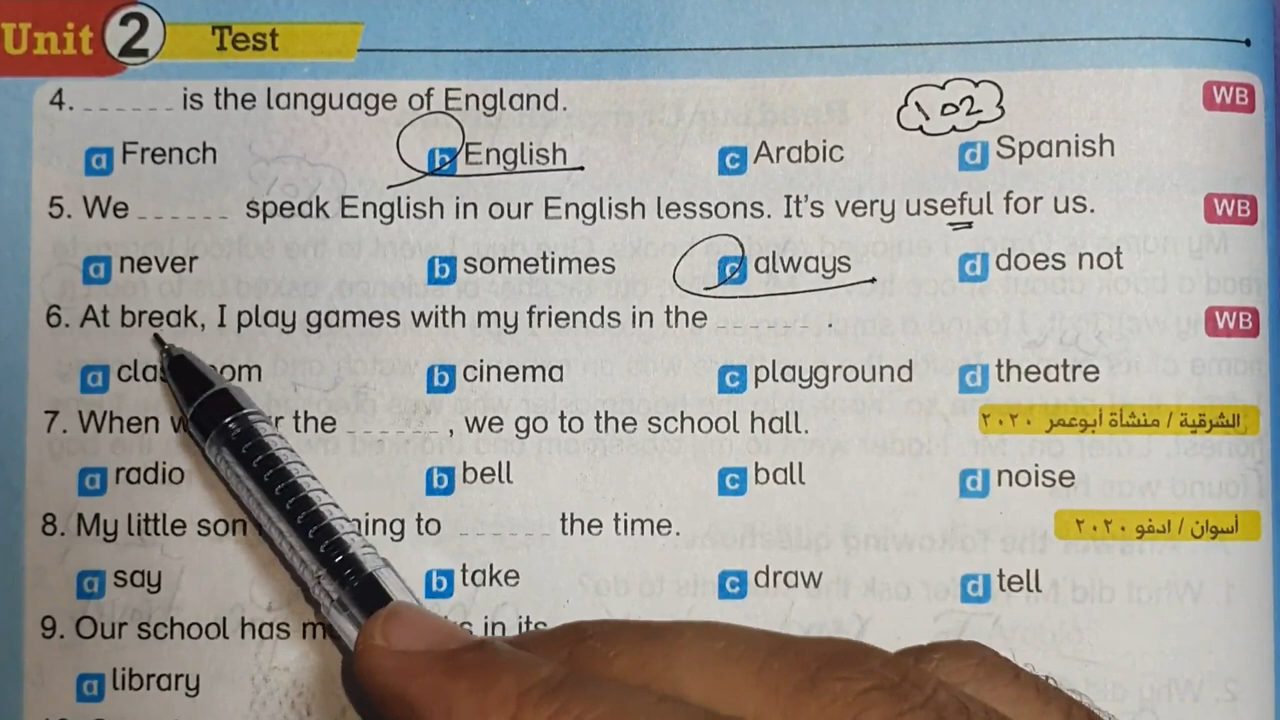 Unit 2 Test
102
4. ______ is the language of England. WB
a French b English c Arabic d Spanish
5. We ______ speak English in our English lessons. It's very useful for us. WB
a never b sometimes c always d does not
6. At break, I play games with my friends in the ______ . WB
a b cinema c playground d theatre
7. When the ______ , we go to the school hall. الشرقية / منشأة أبوعمر ٢٠٢٠
a radio b bell c ball d noise
8. My little son to ______ the time. أسوان / ادفو ٢٠٢٠
a say b take c draw d tell
9. Our school has in its
a library